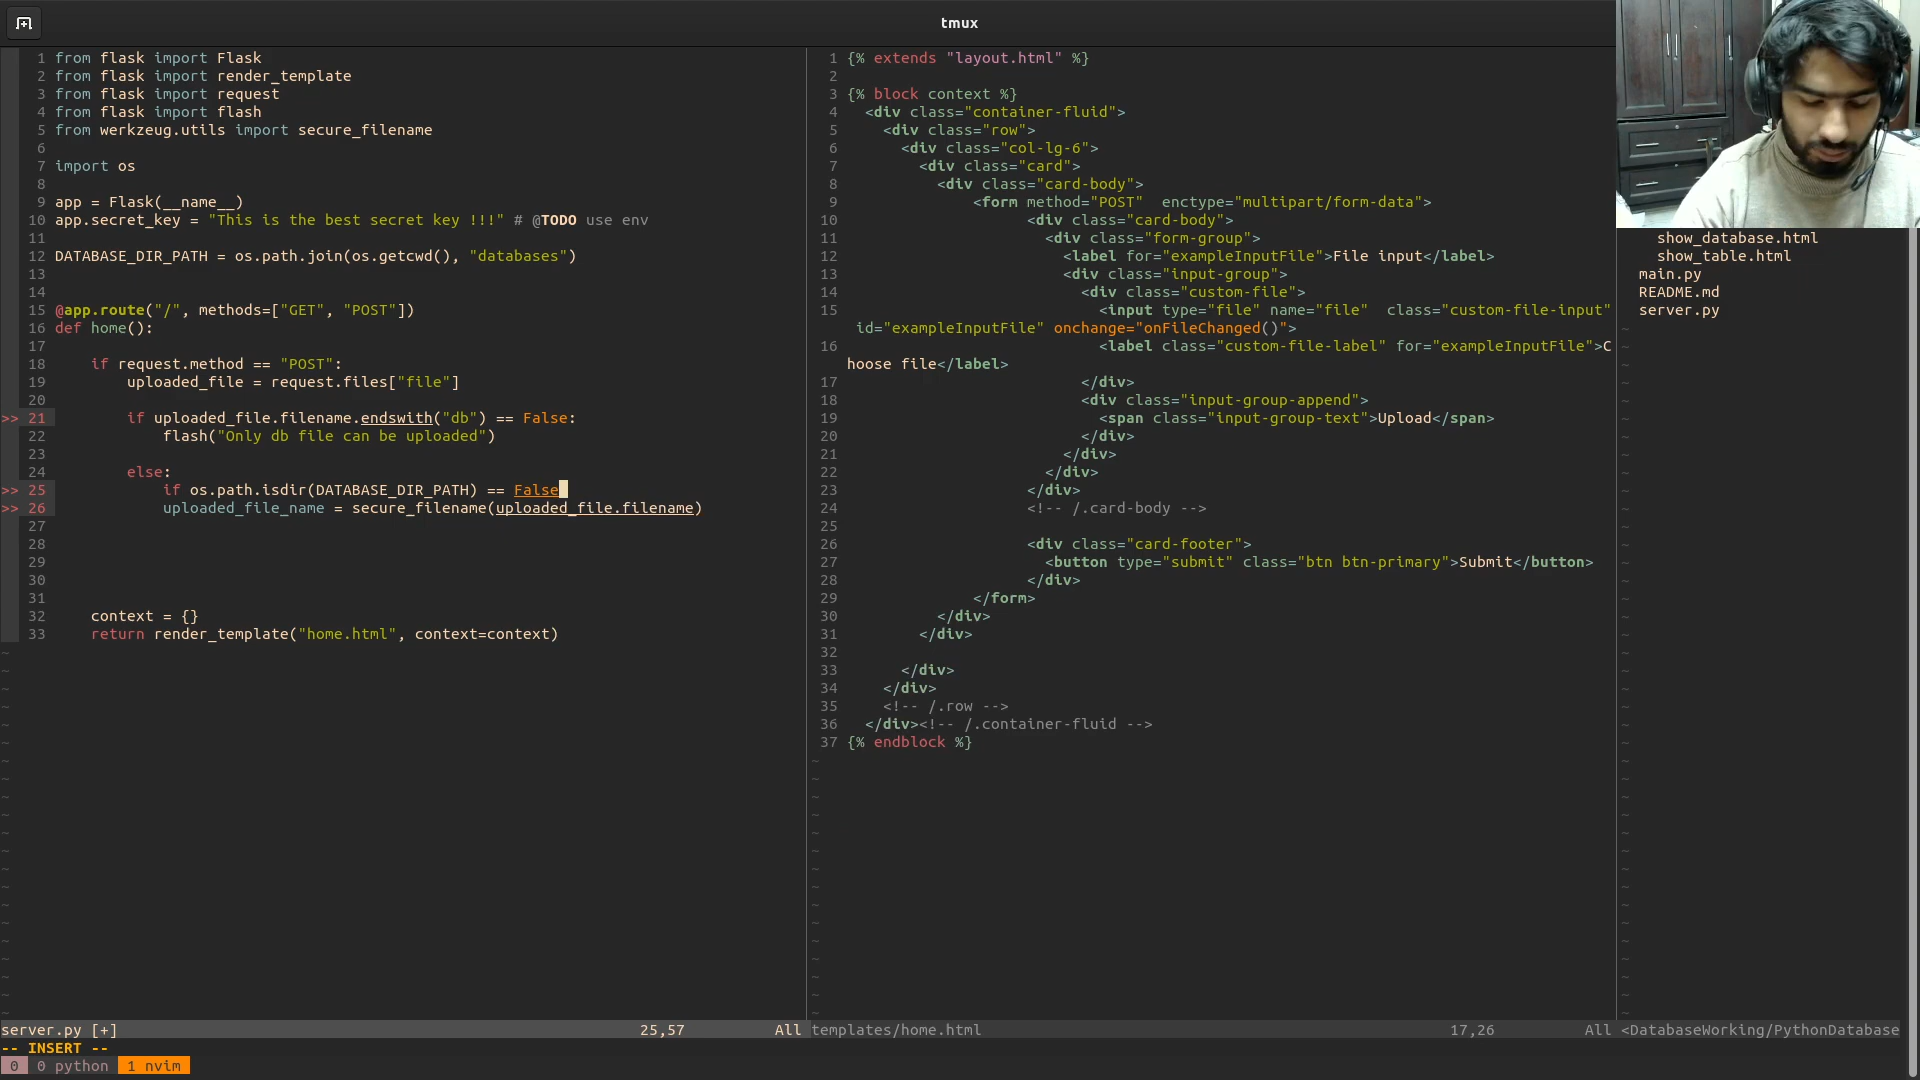 tmux
1 from flask import Flask
2 from flask import render_template
3 from flask import request
4 from flask import flash
5 from werkzeug.utils import secure_filename
6
7 import os
8
9 app = Flask(__name__)
10 app.secret_key = "This is the best secret key !!!" # @TODO use env
11
12 DATABASE_DIR_PATH = os.path.join(os.getcwd(), "databases")
13
14
15 @app.route("/", methods=["GET", "POST"])
16 def home():
17
18     if request.method == "POST":
19         uploaded_file = request.files["file"]
20
>> 21         if uploaded_file.filename.endswith("db") == False:
22             flash("Only db file can be uploaded")
23
24         else:
>> 25             if os.path.isdir(DATABASE_DIR_PATH) == False
>> 26             uploaded_file_name = secure_filename(uploaded_file.filename)
27
28
29
30
31
32     context = {}
33     return render_template("home.html", context=context)
1 {% extends "layout.html" %}
2
3 {% block context %}
4   <div class="container-fluid">
5     <div class="row">
6       <div class="col-lg-6">
7         <div class="card">
8           <div class="card-body">
9               <form method="POST"  enctype="multipart/form-data">
10                     <div class="card-body">
11                       <div class="form-group">
12                         <label for="exampleInputFile">File input</label>
13                         <div class="input-group">
14                           <div class="custom-file">
15                             <input type="file" name="file"  class="custom-file-input"
id="exampleInputFile" onchange="onFileChanged()">
16                             <label class="custom-file-label" for="exampleInputFile">C
hoose file</label>
17                           </div>
18                           <div class="input-group-append">
19                             <span class="input-group-text">Upload</span>
20                           </div>
21                         </div>
22                       </div>
23                     </div>
24                     <!-- /.card-body -->
25
26                     <div class="card-footer">
27                       <button type="submit" class="btn btn-primary">Submit</button>
28                     </div>
29               </form>
30           </div>
31         </div>
32
33       </div>
34     </div>
35     <!-- /.row -->
36   </div><!-- /.container-fluid -->
37 {% endblock %}
show_database.html
show_table.html
main.py
README.md
server.py
server.py [+] 25,57 All
templates/home.html 17,26 All
<DatabaseWorking/PythonDatabase
-- INSERT --
0 0 python 1 nvim